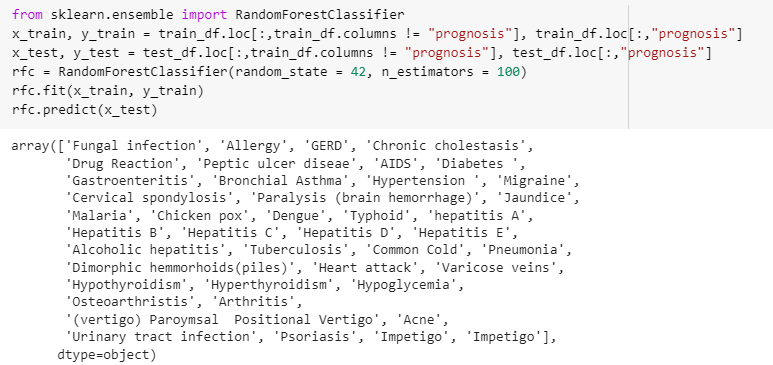 from sklearn.ensemble import RandomForestClassifier
x_train, y_train = train_df.loc[:,train_df.columns != "prognosis"], train_df.loc[:,"prognosis"]
x_test, y_test = test_df.loc[:,train_df.columns != "prognosis"], test_df.loc[:,"prognosis"]
rfc = RandomForestClassifier(random_state = 42, n_estimators = 100)
rfc.fit(x_train, y_train)
rfc.predict(x_test)
array(['Fungal infection', 'Allergy', 'GERD', 'Chronic cholestasis',
'Drug Reaction', 'Peptic ulcer diseae', 'AIDS', 'Diabetes ',
'Gastroenteritis', 'Bronchial Asthma', 'Hypertension ', 'Migraine',
'Cervical spondylosis', 'Paralysis (brain hemorrhage)', 'Jaundice',
'Malaria', 'Chicken pox', 'Dengue', 'Typhoid', 'hepatitis A',
'Hepatitis B', 'Hepatitis C', 'Hepatitis D', 'Hepatitis E',
'Alcoholic hepatitis', 'Tuberculosis', 'Common Cold', 'Pneumonia',
'Dimorphic hemmorhoids(piles)', 'Heart attack', 'Varicose veins',
'Hypothyroidism', 'Hyperthyroidism', 'Hypoglycemia',
'Osteoarthristis', 'Arthritis',
'(vertigo) Paroymsal  Positional Vertigo', 'Acne',
'Urinary tract infection', 'Psoriasis', 'Impetigo', 'Impetigo'],
dtype=object)